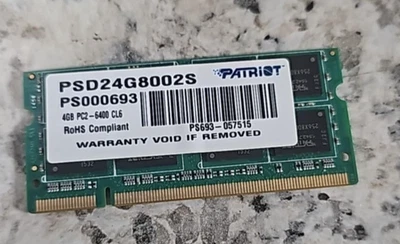 PSD24G8002S
PATRIOT
PS000693
4GB PC2-6400 CL6
RoHS Compliant
PS693-057515
WARRANTY VOID IF REMOVED